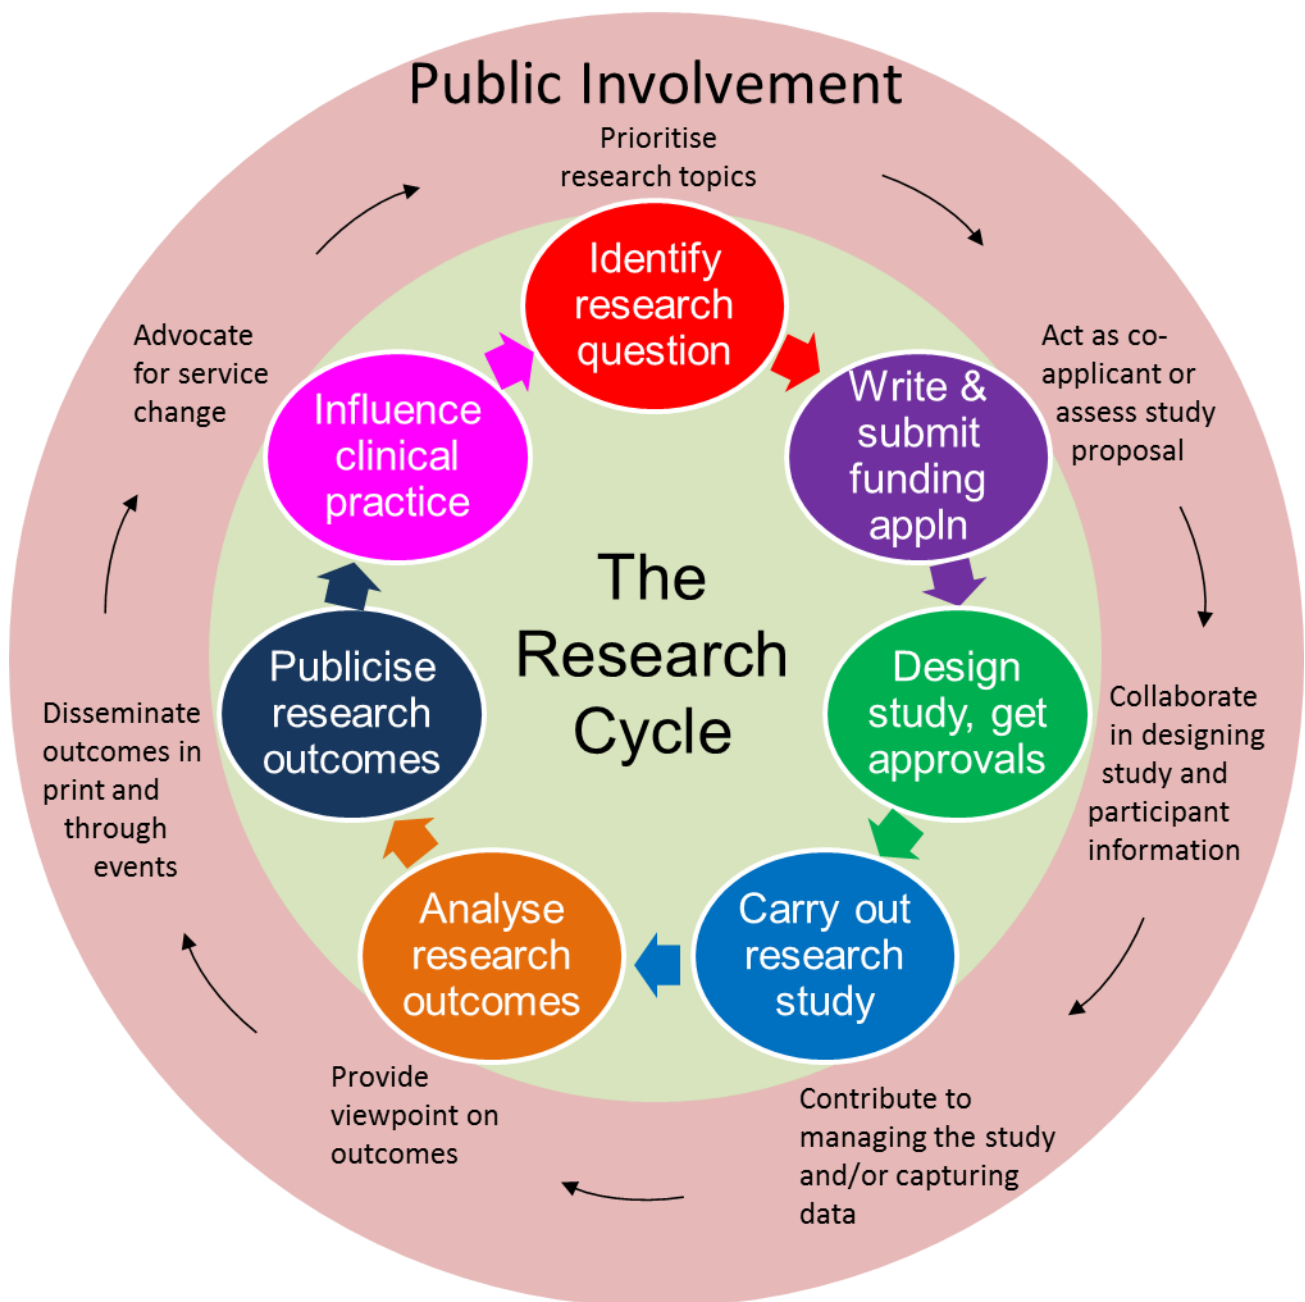 Public Involvement
Prioritise
research topics
Identify
research
question
Act as co-
applicant or
assess study
proposal
Write &
submit
funding
appln
Collaborate
in designing
study and
participant
information
Design
study, get
approvals
Contribute to
managing the study
and/or capturing
data
Carry out
research
study
Provide
viewpoint on
outcomes
Analyse
research
outcomes
Disseminate
outcomes in
print and
through
events
Publicise
research
outcomes
Advocate
for service
change
Influence
clinical
practice
The
Research
Cycle